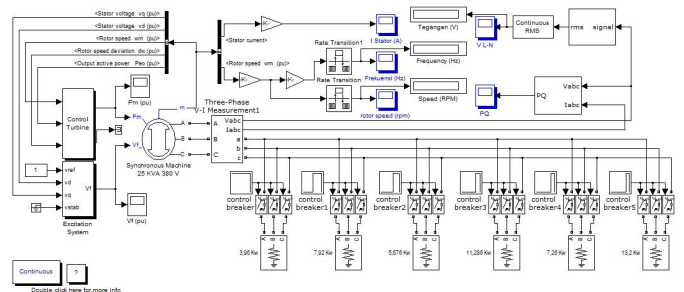 <Stator voltage vq (pu)>
<Stator voltage vd (pu)>
<Rotor speed wm (pu)>
<Rotor speed deviation dw (pu)>
<Output active power Peo (pu)>
<Stator current>
<Rotor speed wm (pu)>
-K-
-K-
-K-
I Stator (A)
Rate Transition1
Frekuensi (Hz)
Rate Transition
rotor speed (rpm)
Tegangan (V)
Frequency (Hz)
Speed (RPM)
V L-N
Continuous
RMS
rms
signal
PQ
PQ
Vabc
Iabc
Control
Turbine
Pm (pu)
m
Pm
Vf_
A
B
C
Synchronous Machine
25 KVA 380 V
Three-Phase
V-I Measurement1
A
B
C
Vabc
Iabc
a
b
c
1
vref
vd
vq
vstab
Vf
Excitation
System
Vf (pu)
control
breaker
control
breaker1
control
breaker2
control
breaker3
control
breaker4
control
breaker5
A B C
A B C
A B C
A B C
A B C
A B C
3,96 Kw
7,92 Kw
5,676 Kw
11,286 Kw
7,26 Kw
13,2 Kw
Continuous
?
Double click here for more info